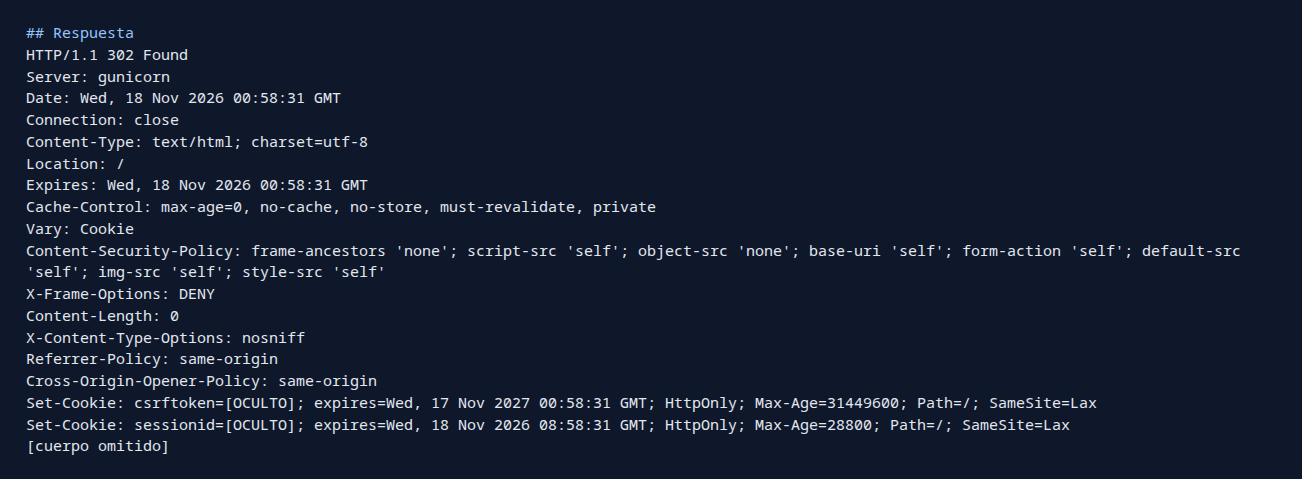 ## Respuesta
HTTP/1.1 302 Found
Server: gunicorn
Date: Wed, 18 Nov 2026 00:58:31 GMT
Connection: close
Content-Type: text/html; charset=utf-8
Location: /
Expires: Wed, 18 Nov 2026 00:58:31 GMT
Cache-Control: max-age=0, no-cache, no-store, must-revalidate, private
Vary: Cookie
Content-Security-Policy: frame-ancestors 'none'; script-src 'self'; object-src 'none'; base-uri 'self'; form-action 'self'; default-src
'self'; img-src 'self'; style-src 'self'
X-Frame-Options: DENY
Content-Length: 0
X-Content-Type-Options: nosniff
Referrer-Policy: same-origin
Cross-Origin-Opener-Policy: same-origin
Set-Cookie: csrftoken=[OCULTO]; expires=Wed, 17 Nov 2027 00:58:31 GMT; HttpOnly; Max-Age=31449600; Path=/; SameSite=Lax
Set-Cookie: sessionid=[OCULTO]; expires=Wed, 18 Nov 2026 08:58:31 GMT; HttpOnly; Max-Age=28800; Path=/; SameSite=Lax
[cuerpo omitido]